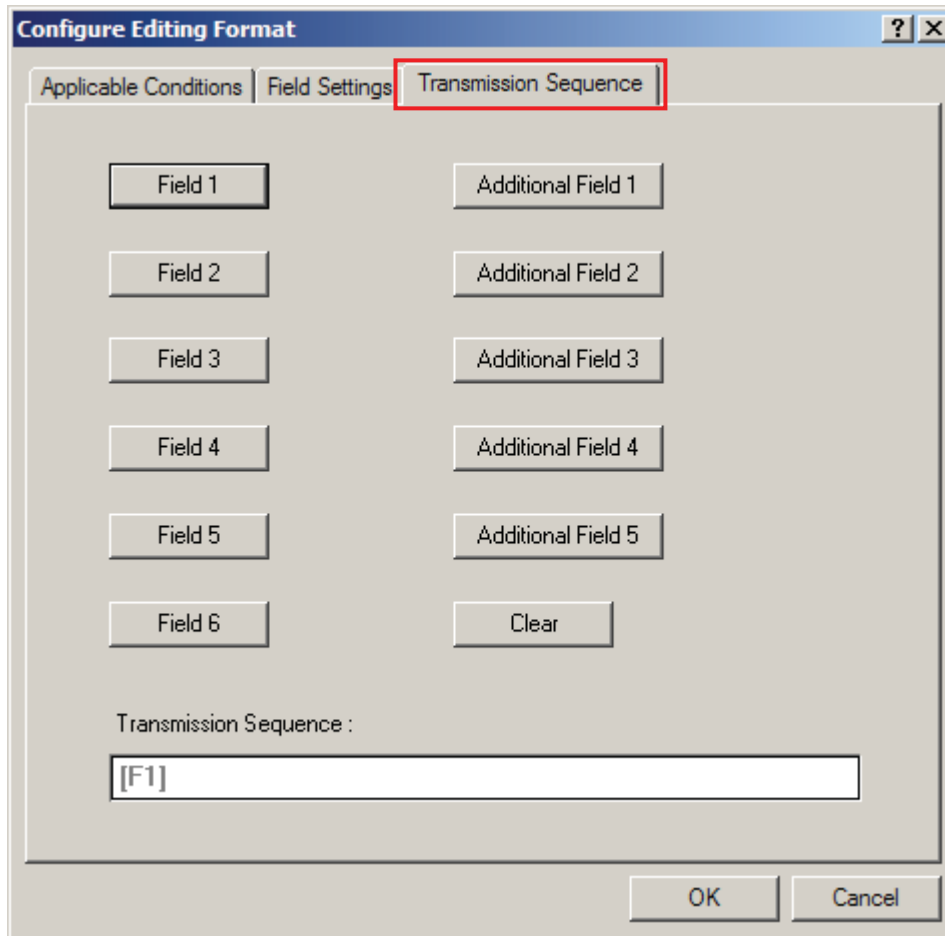 Configure Editing Format
Applicable Conditions Field Settings Transmission Sequence
Field 1 Additional Field 1
Field 2 Additional Field 2
Field 3 Additional Field 3
Field 4 Additional Field 4
Field 5 Additional Field 5
Field 6 Clear
Transmission Sequence :
[F1]
OK Cancel